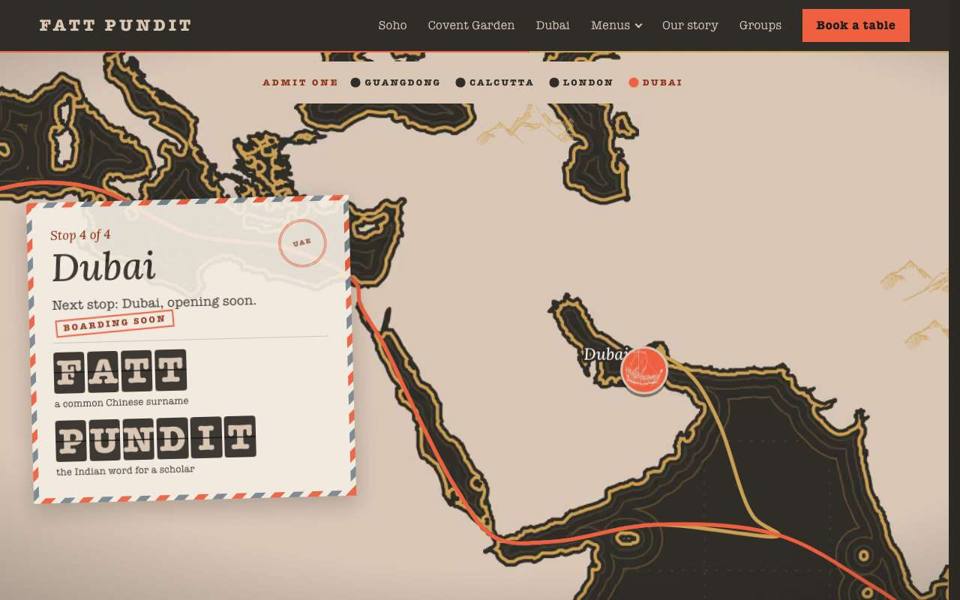 FATT PUNDIT
Soho Covent Garden Dubai Menus Our story Groups Book a table
ADMIT ONE GUANGDONG CALCUTTA LONDON DUBAI
Stop 4 of 4
UAE
Dubai
Next stop: Dubai, opening soon.
BOARDING SOON
FATT
a common Chinese surname
PUNDIT
the Indian word for a scholar
Dubai